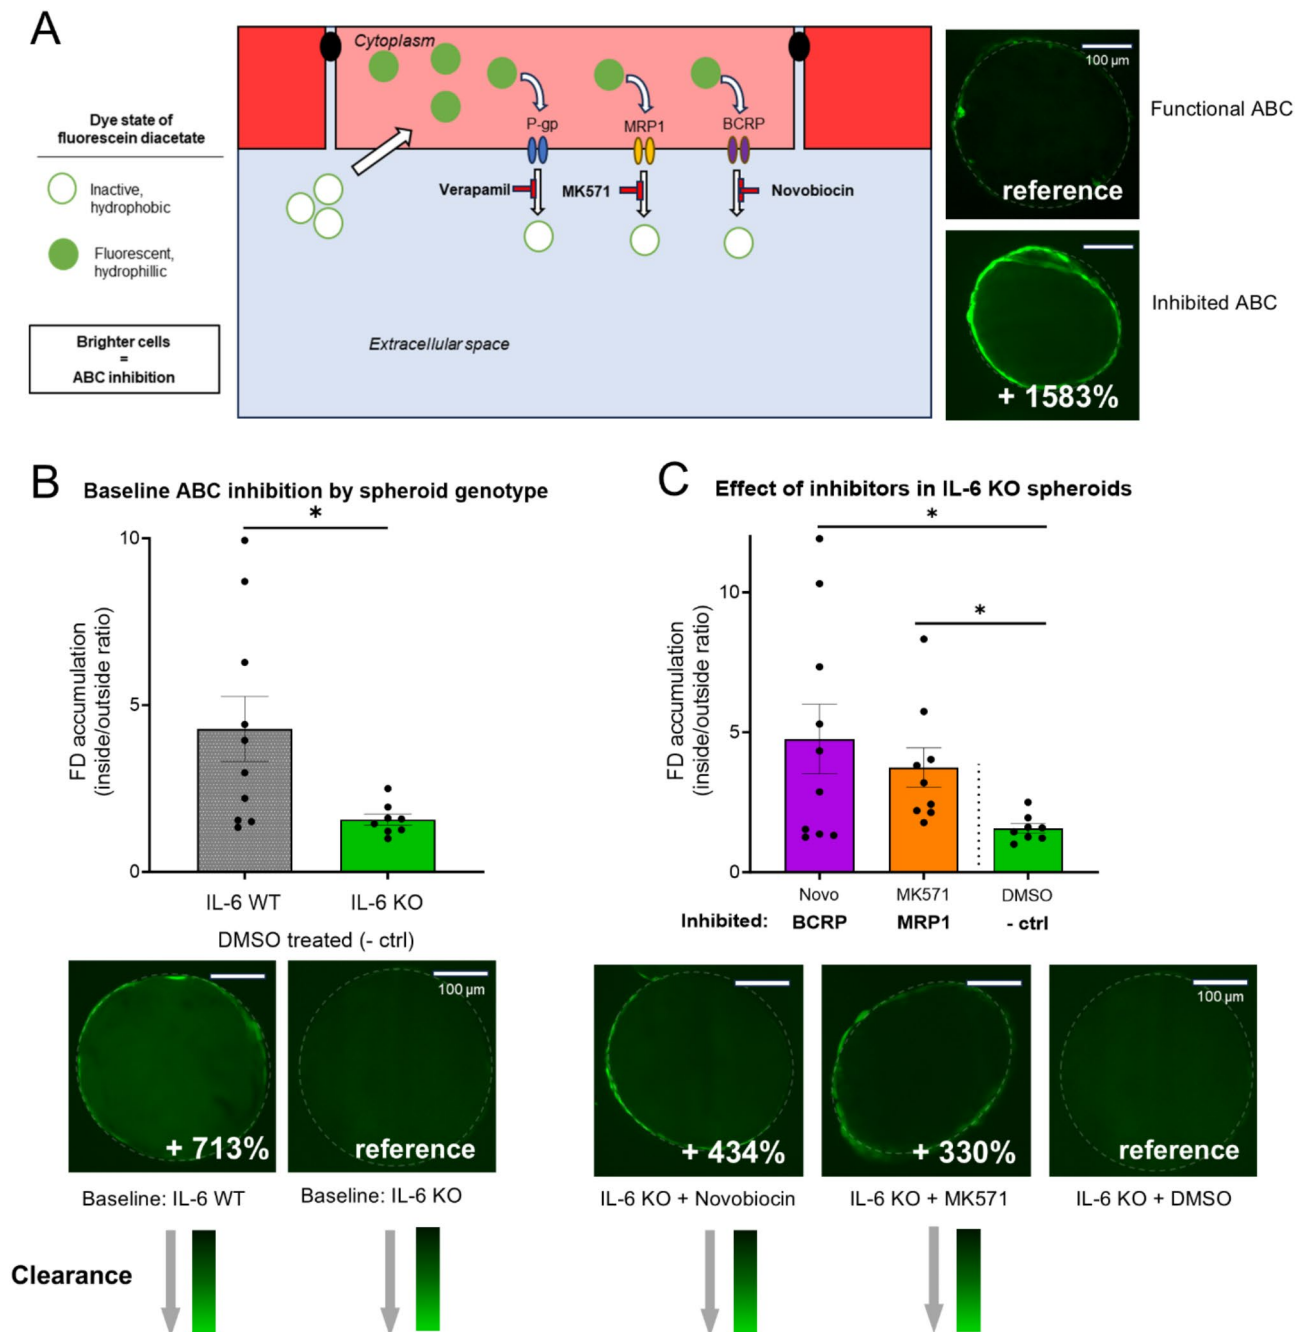 A
Dye state of
fluorescein diacetate
Inactive,
hydrophobic
Fluorescent,
hydrophillic
Brighter cells
=
ABC inhibition
Cytoplasm
P-gp
MRP1
BCRP
Verapamil
MK571
Novobiocin
Extracellular space
100 µm
reference
Functional ABC
+ 1583%
Inhibited ABC
B
Baseline ABC inhibition by spheroid genotype
*
10
5
0
FD accumulation
(inside/outside ratio)
IL-6 WT
IL-6 KO
DMSO treated (- ctrl)
+ 713%
100 µm
reference
Baseline: IL-6 WT
Baseline: IL-6 KO
Clearance
C
Effect of inhibitors in IL-6 KO spheroids
*
*
10
5
0
FD accumulation
(inside/outside ratio)
Novo
MK571
DMSO
Inhibited:
BCRP
MRP1
- ctrl
+ 434%
+ 330%
100 µm
reference
IL-6 KO + Novobiocin
IL-6 KO + MK571
IL-6 KO + DMSO